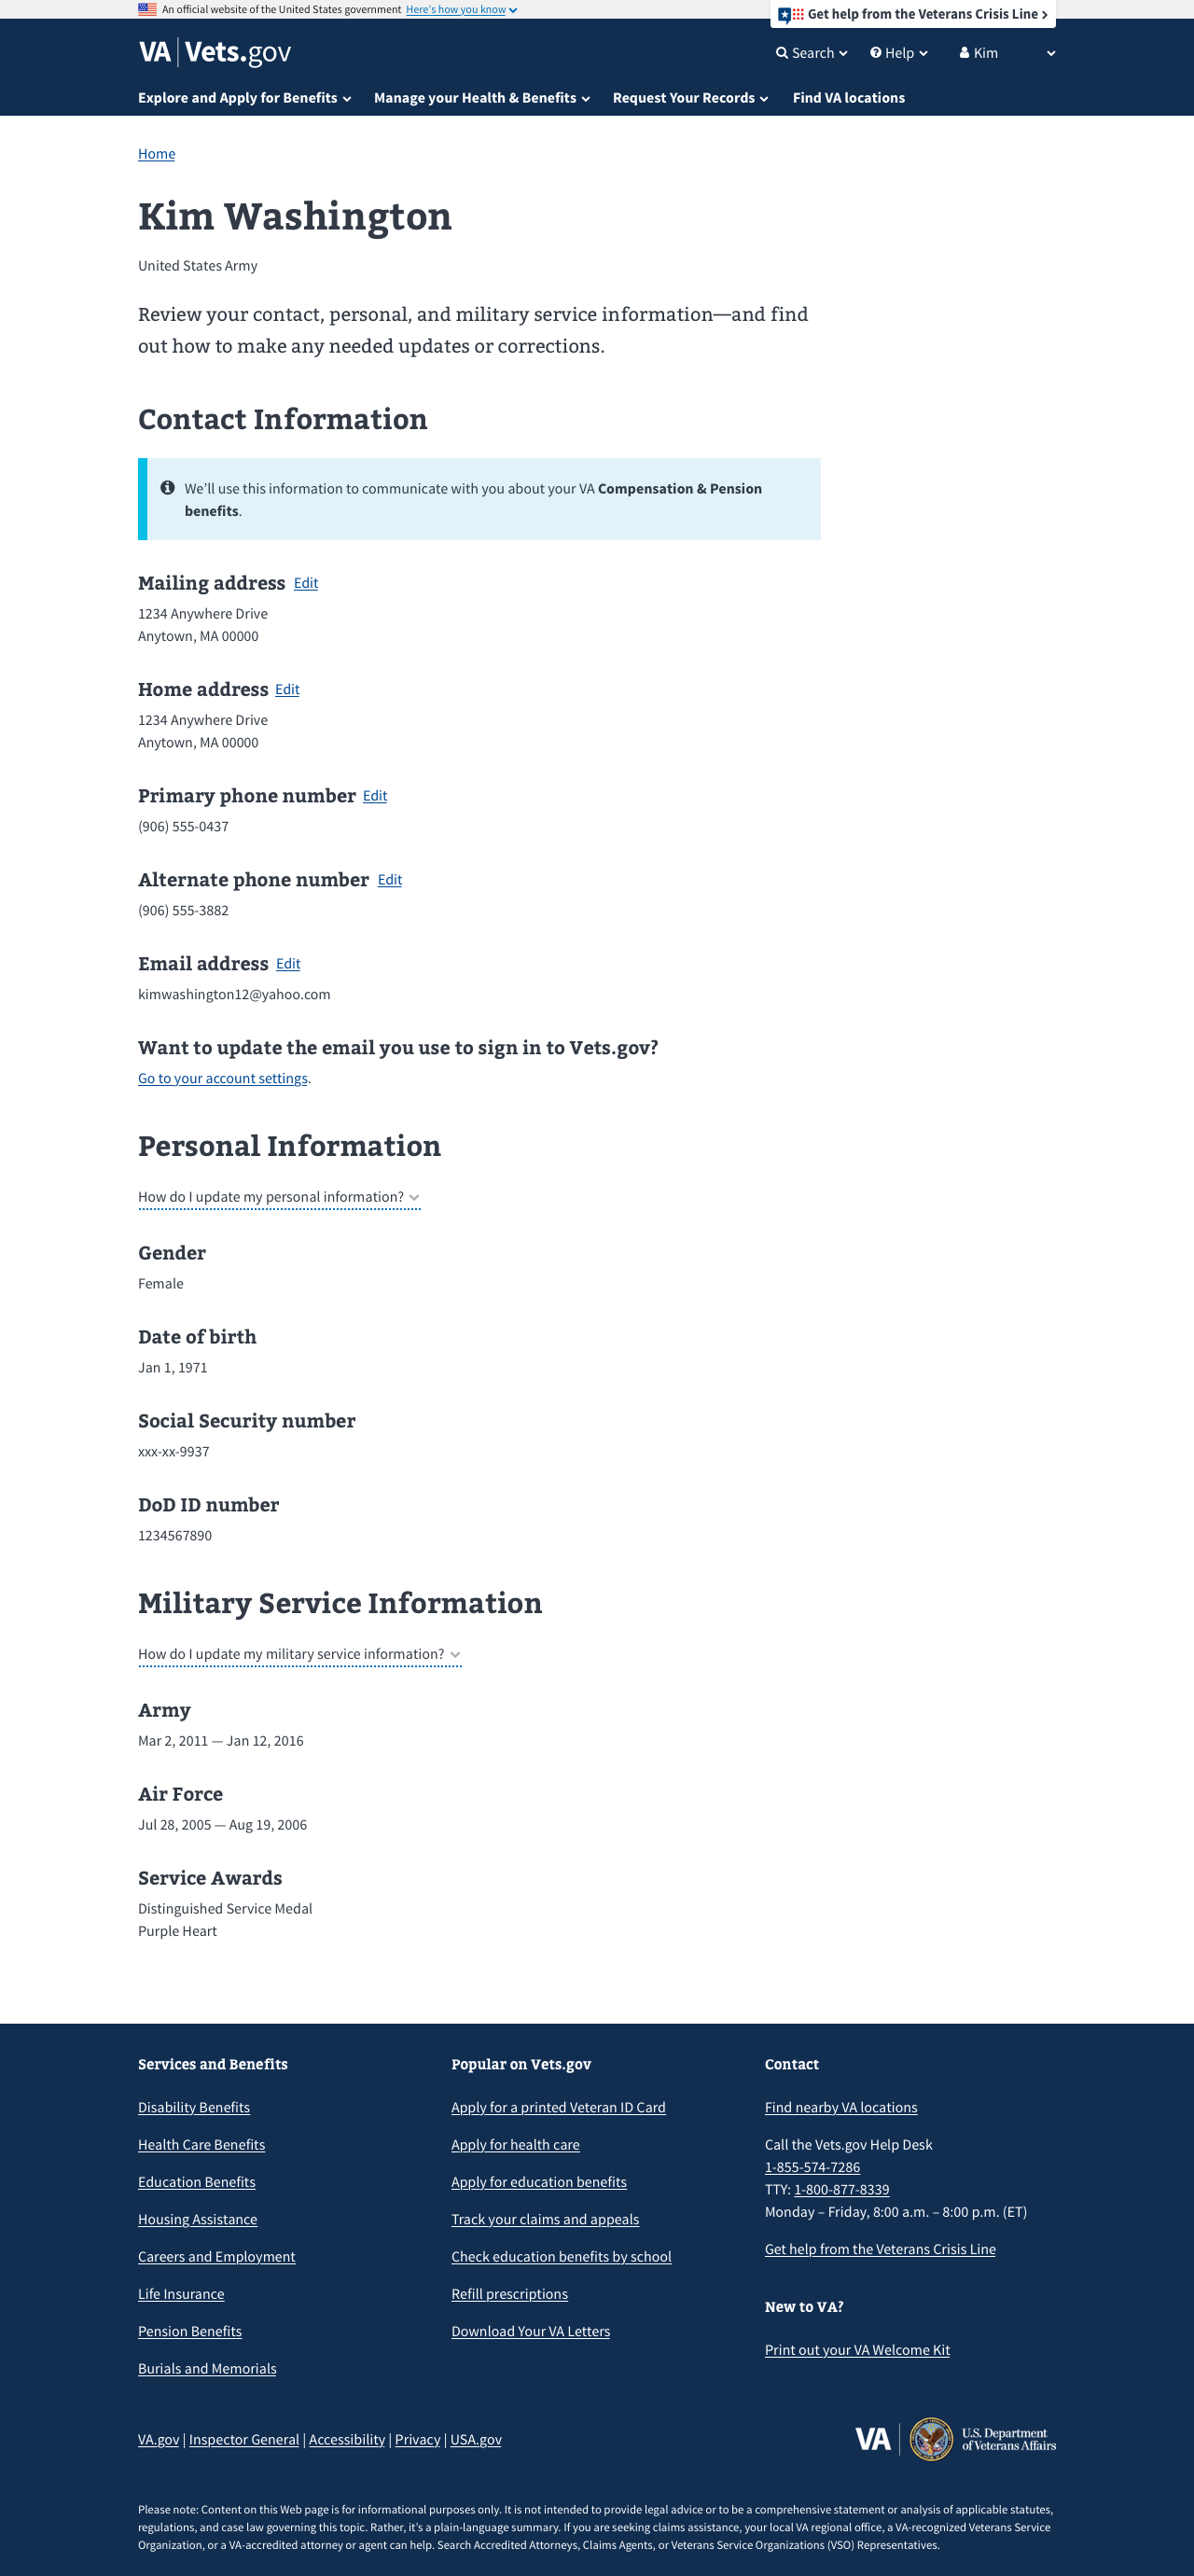 An official website of the United States government Here's how you know
Get help from the Veterans Crisis Line
VA | Vets.gov
Search Help Kim
Explore and Apply for Benefits Manage your Health & Benefits Request Your Records Find VA locations
Home
Kim Washington
United States Army
Review your contact, personal, and military service information—and find
out how to make any needed updates or corrections.
Contact Information
We'll use this information to communicate with you about your VA Compensation & Pension
benefits.
Mailing address Edit
1234 Anywhere Drive
Anytown, MA 00000
Home address Edit
1234 Anywhere Drive
Anytown, MA 00000
Primary phone number Edit
(906) 555-0437
Alternate phone number Edit
(906) 555-3882
Email address Edit
kimwashington12@yahoo.com
Want to update the email you use to sign in to Vets.gov?
Go to your account settings.
Personal Information
How do I update my personal information?
Gender
Female
Date of birth
Jan 1, 1971
Social Security number
xxx-xx-9937
DoD ID number
1234567890
Military Service Information
How do I update my military service information?
Army
Mar 2, 2011 — Jan 12, 2016
Air Force
Jul 28, 2005 — Aug 19, 2006
Service Awards
Distinguished Service Medal
Purple Heart
Services and Benefits
Disability Benefits
Health Care Benefits
Education Benefits
Housing Assistance
Careers and Employment
Life Insurance
Pension Benefits
Burials and Memorials
Popular on Vets.gov
Apply for a printed Veteran ID Card
Apply for health care
Apply for education benefits
Track your claims and appeals
Check education benefits by school
Refill prescriptions
Download Your VA Letters
Contact
Find nearby VA locations
Call the Vets.gov Help Desk
1-855-574-7286
TTY: 1-800-877-8339
Monday – Friday, 8:00 a.m. – 8:00 p.m. (ET)
Get help from the Veterans Crisis Line
New to VA?
Print out your VA Welcome Kit
VA.gov | Inspector General | Accessibility | Privacy | USA.gov
VA | U.S. Department
of Veterans Affairs
Please note: Content on this Web page is for informational purposes only. It is not intended to provide legal advice or to be a comprehensive statement or analysis of applicable statutes,
regulations, and case law governing this topic. Rather, it's a plain-language summary. If you are seeking claims assistance, your local VA regional office, a VA-recognized Veterans Service
Organization, or a VA-accredited attorney or agent can help. Search Accredited Attorneys, Claims Agents, or Veterans Service Organizations (VSO) Representatives.